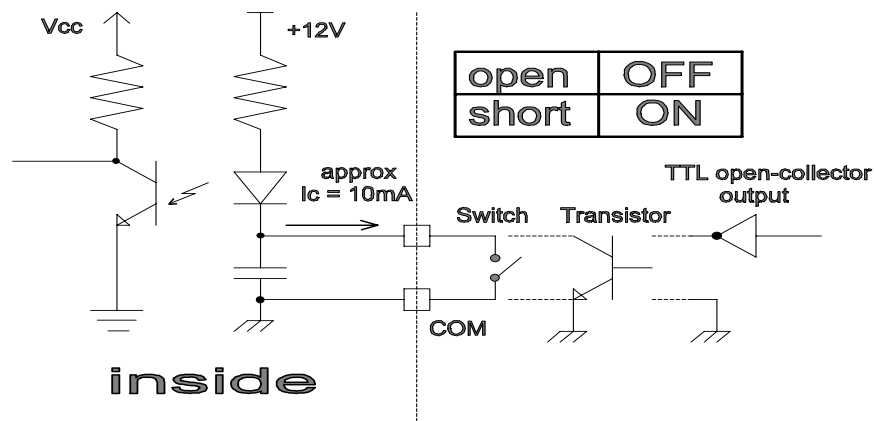 Vcc
+12V
open OFF
short ON
approx
Ic = 10mA
TTL open-collector
output
Switch
Transistor
COM
inside